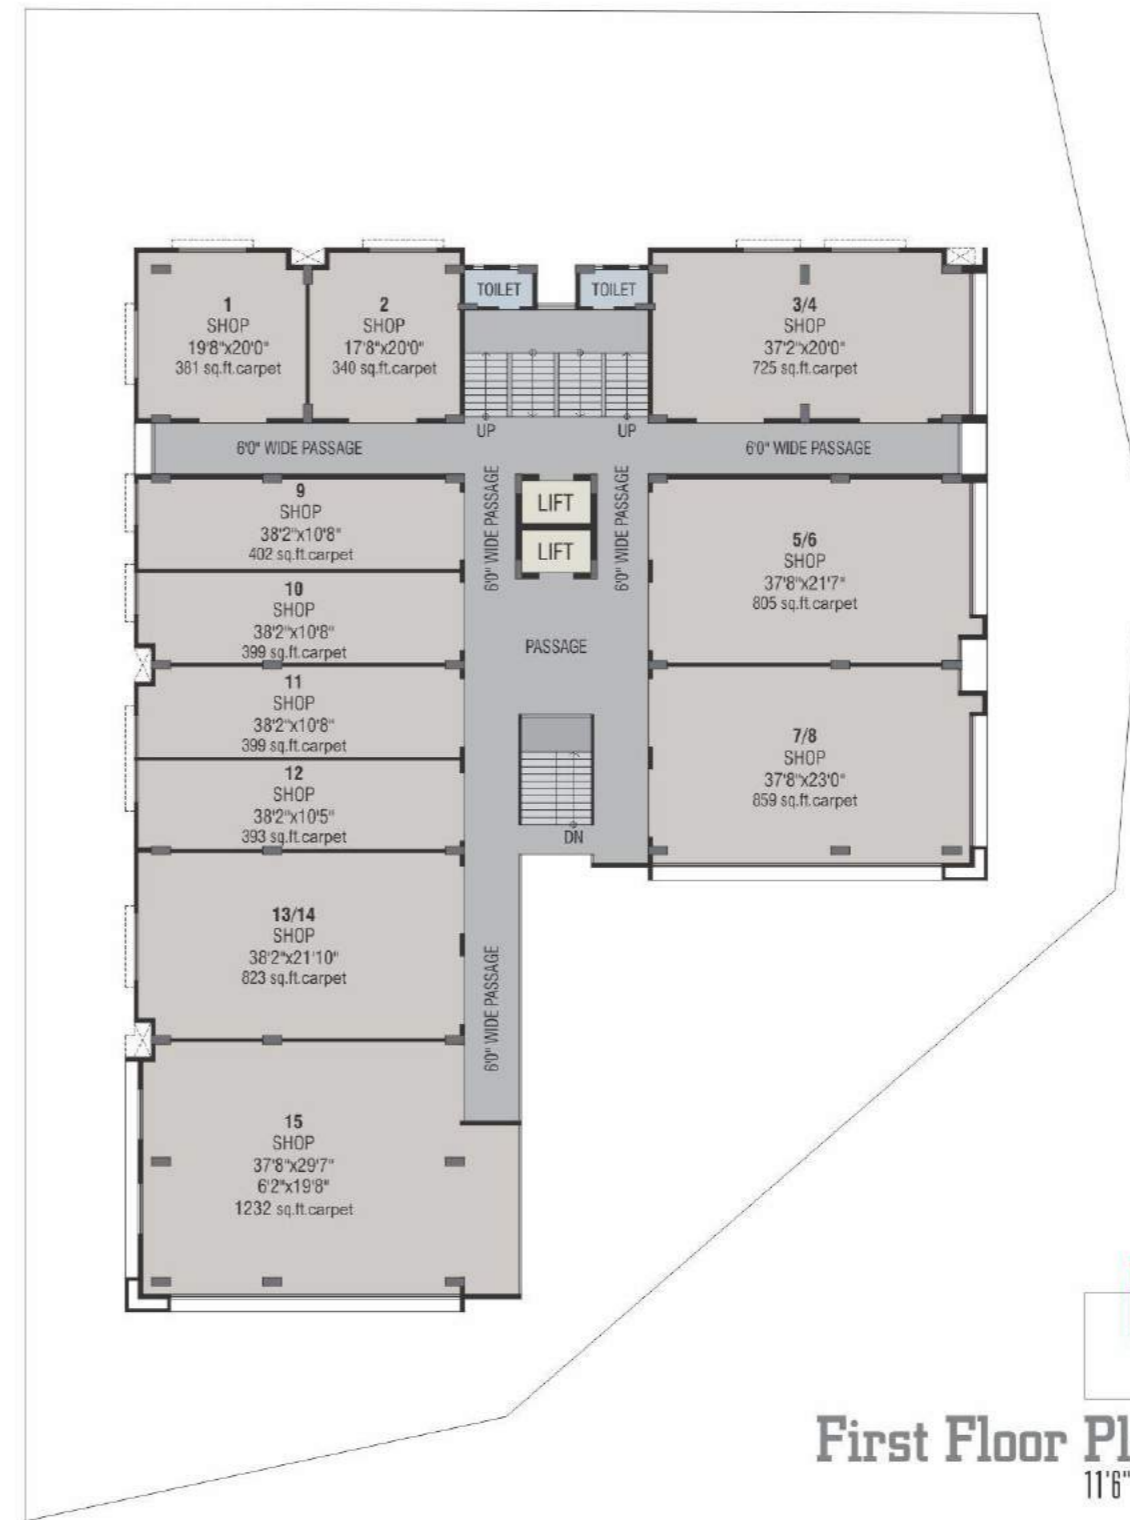 1
SHOP
19'8"x20'0"
381 sq.ft.carpet
2
SHOP
17'8"x20'0"
340 sq.ft.carpet
TOILET
TOILET
3/4
SHOP
37'2"x20'0"
725 sq.ft.carpet
UP
UP
6'0" WIDE PASSAGE
6'0" WIDE PASSAGE
6'0" WIDE PASSAGE
6'0" WIDE PASSAGE
LIFT
LIFT
9
SHOP
38'2"x10'8"
402 sq.ft.carpet
5/6
SHOP
37'8"x21'7"
805 sq.ft.carpet
10
SHOP
38'2"x10'8"
399 sq.ft.carpet
PASSAGE
11
SHOP
38'2"x10'8"
399 sq.ft.carpet
7/8
SHOP
37'8"x23'0"
859 sq.ft.carpet
12
SHOP
38'2"x10'5"
393 sq.ft.carpet
DN
13/14
SHOP
38'2"x21'10"
823 sq.ft.carpet
6'0" WIDE PASSAGE
15
SHOP
37'8"x29'7"
6'2"x19'8"
1232 sq.ft.carpet
First Floor Pl
11'6"